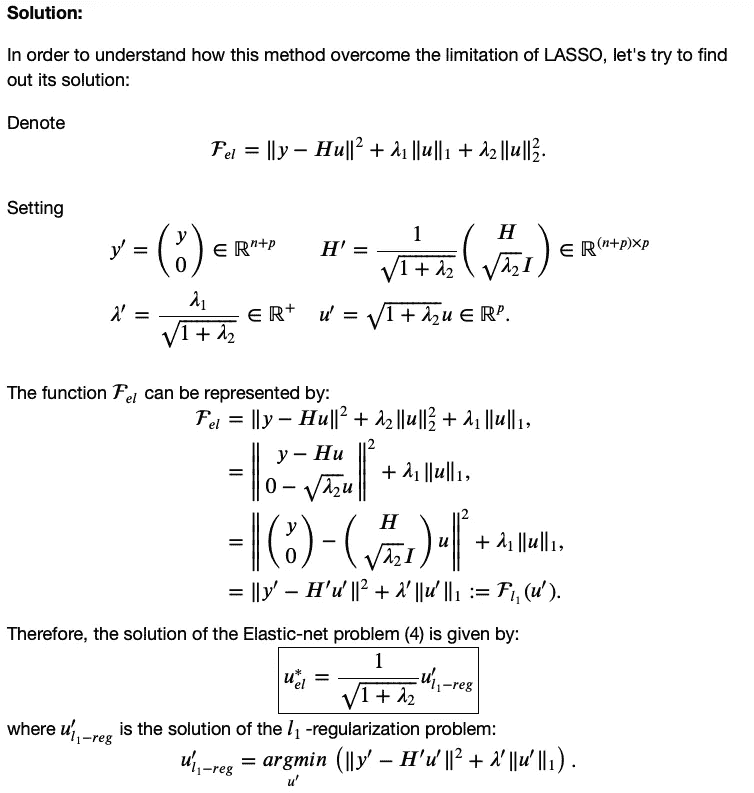 Solution:
In order to understand how this method overcome the limitation of LASSO, let's try to find
out its solution:
Denote
$\mathcal{F}_{el} = \|y - Hu\|^2 + \lambda_1 \|u\|_1 + \lambda_2 \|u\|_2^2.$
Setting
$y' = \begin{pmatrix} y \\ 0 \end{pmatrix} \in \mathbb{R}^{n+p} \quad H' = \frac{1}{\sqrt{1 + \lambda_2}} \begin{pmatrix} H \\ \sqrt{\lambda_2} I \end{pmatrix} \in \mathbb{R}^{(n+p) \times p}$
$\lambda' = \frac{\lambda_1}{\sqrt{1 + \lambda_2}} \in \mathbb{R}^+ \quad u' = \sqrt{1 + \lambda_2} u \in \mathbb{R}^p.$
The function $\mathcal{F}_{el}$ can be represented by:
$\mathcal{F}_{el} = \|y - Hu\|^2 + \lambda_2 \|u\|_2^2 + \lambda_1 \|u\|_1,$
$= \left\| \begin{matrix} y - Hu \\ 0 - \sqrt{\lambda_2} u \end{matrix} \right\|^2 + \lambda_1 \|u\|_1,$
$= \left\| \begin{pmatrix} y \\ 0 \end{pmatrix} - \begin{pmatrix} H \\ \sqrt{\lambda_2} I \end{pmatrix} u \right\|^2 + \lambda_1 \|u\|_1,$
$= \|y' - H'u'\|^2 + \lambda' \|u'\|_1 := \mathcal{F}_{l_1}(u').$
Therefore, the solution of the Elastic-net problem (4) is given by:
$u_{el}^* = \frac{1}{\sqrt{1 + \lambda_2}} u'_{l_1-reg}$
where $u'_{l_1-reg}$ is the solution of the $l_1$ -regularization problem:
$u'_{l_1-reg} = \underset{u'}{argmin} \left( \|y' - H'u'\|^2 + \lambda' \|u'\|_1 \right).$